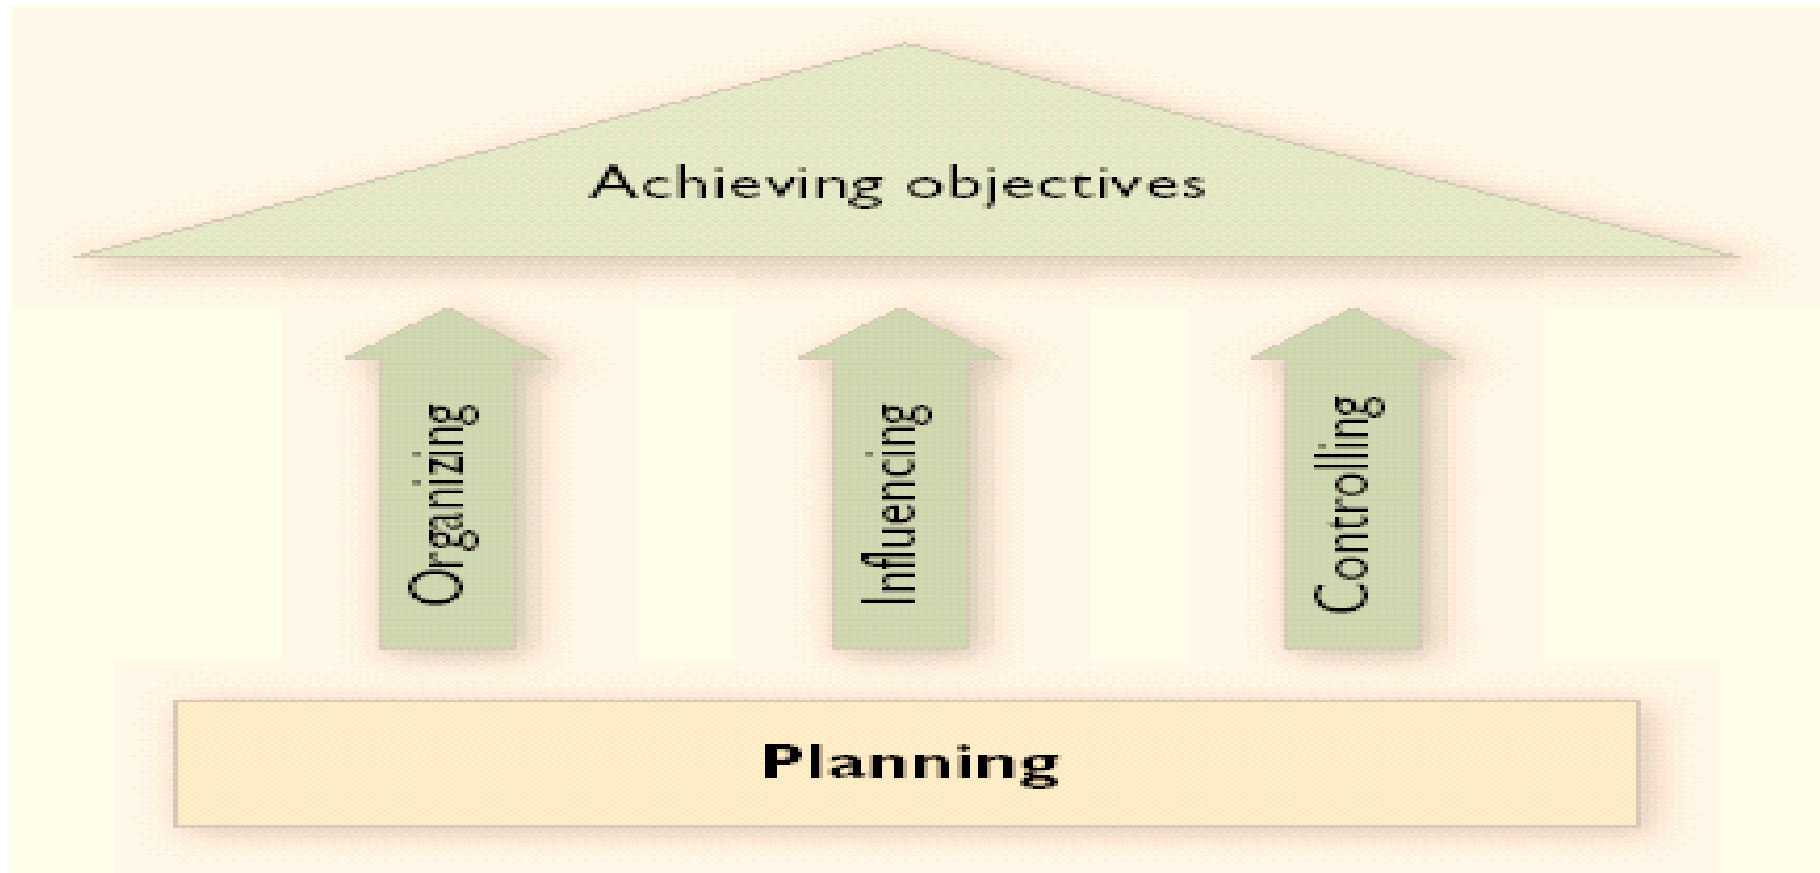 Achieving objectives
Organizing
Influencing
Controlling
Planning